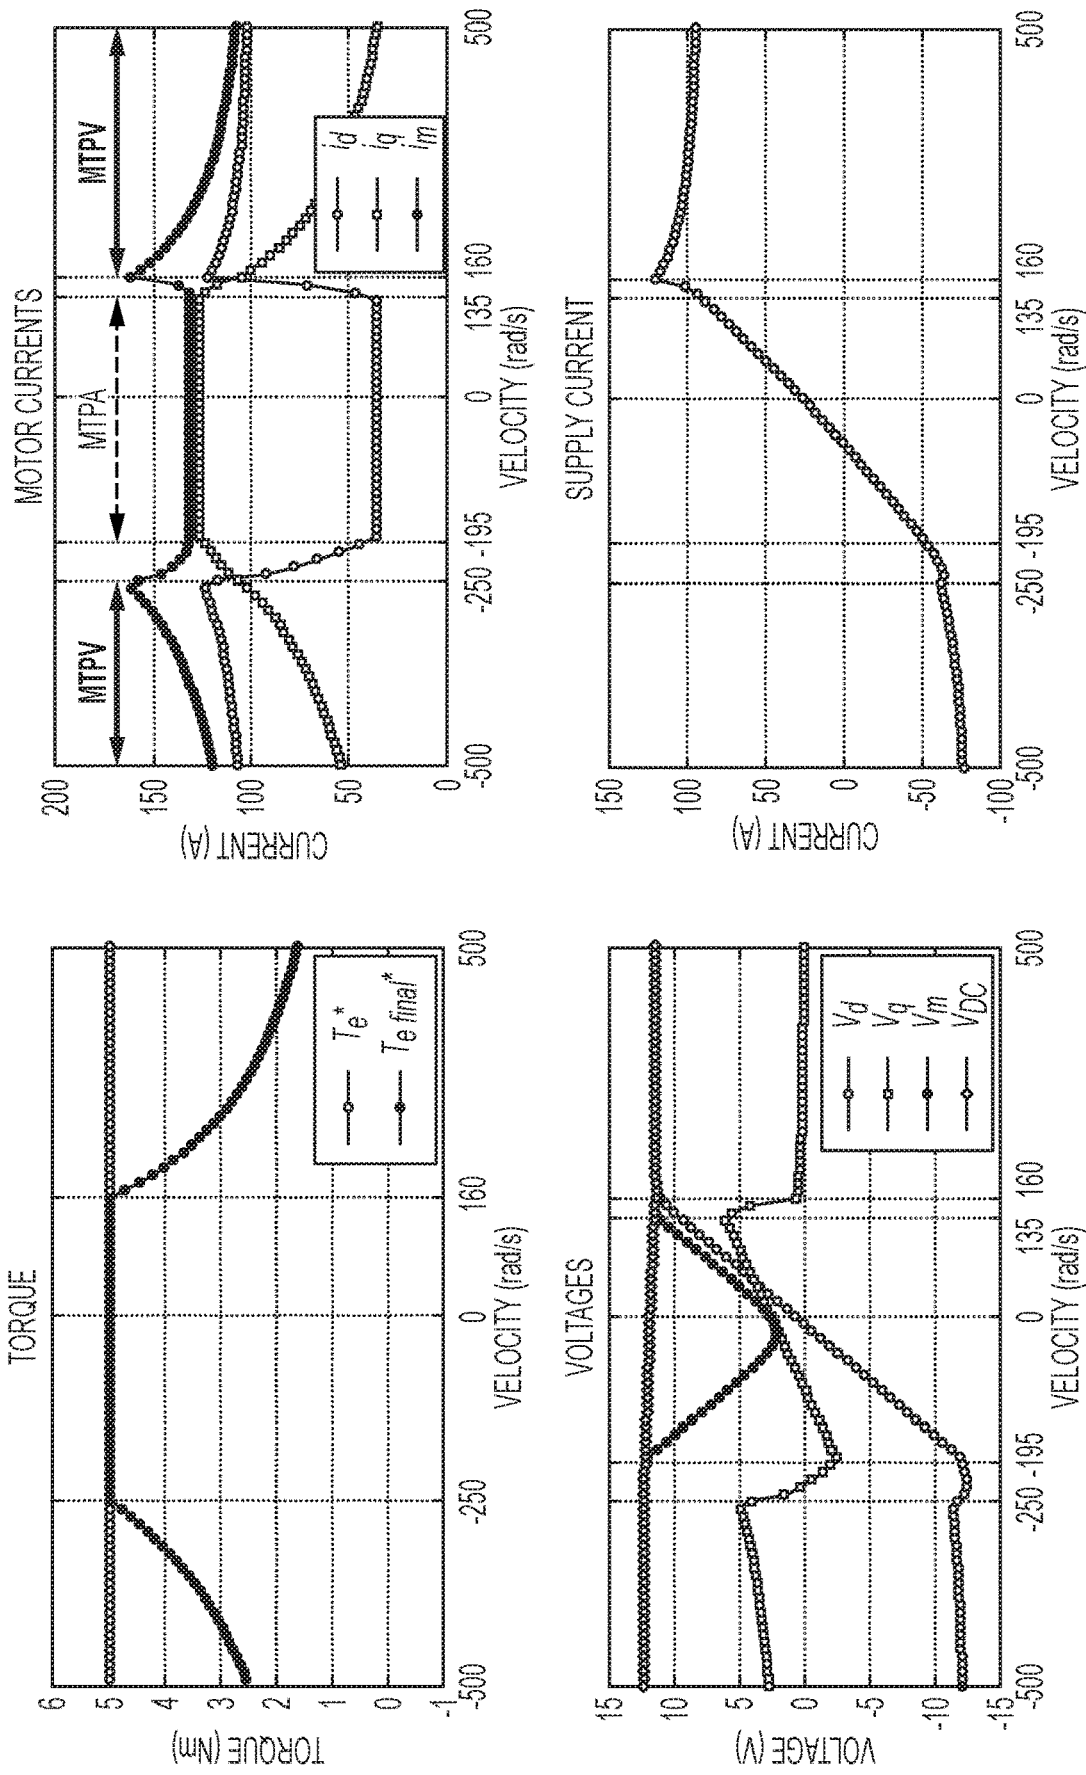 TORQUE
TORQUE (Nm)
6
5
4
3
2
1
-1
-500
-250
0
160
500
VELOCITY (rad/s)
Te*
Te final*
MOTOR CURRENTS
CURRENT (A)
200
150
100
50
0
-500
-250
-195
0
135
160
500
VELOCITY (rad/s)
MTPV
MTPA
MTPV
id
iq
im
VOLTAGES
VOLTAGE (V)
15
10
5
0
-5
-10
-15
-500
-250
-195
0
135
160
500
VELOCITY (rad/s)
Vd
Vq
Vm
VDC
SUPPLY CURRENT
CURRENT (A)
150
100
50
0
-50
-100
-500
-250
-195
0
135
160
500
VELOCITY (rad/s)